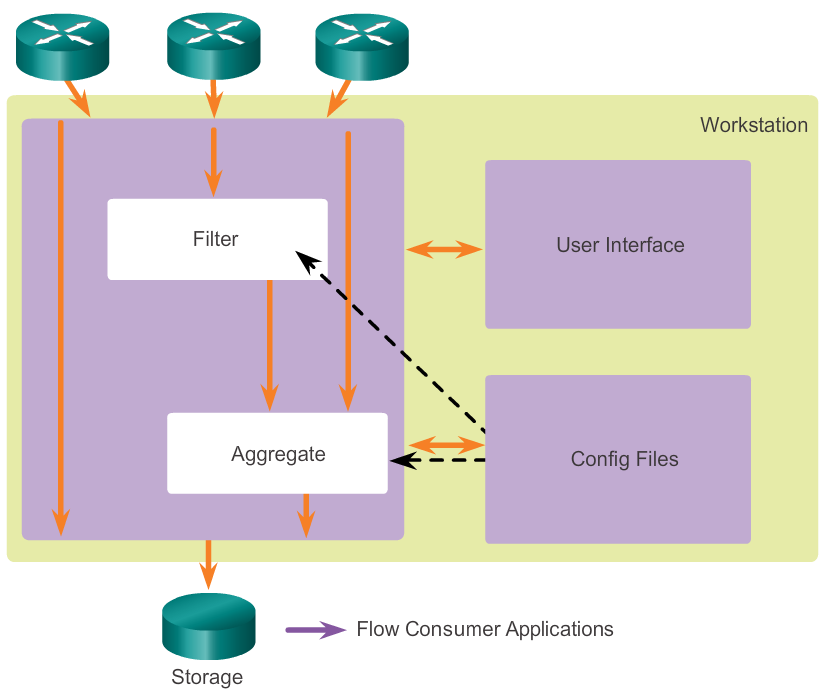 Workstation
Filter
User Interface
Aggregate
Config Files
Flow Consumer Applications
Storage